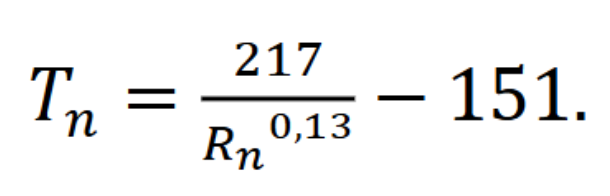 Tₙ = 217 / Rₙ^0,13 − 151.